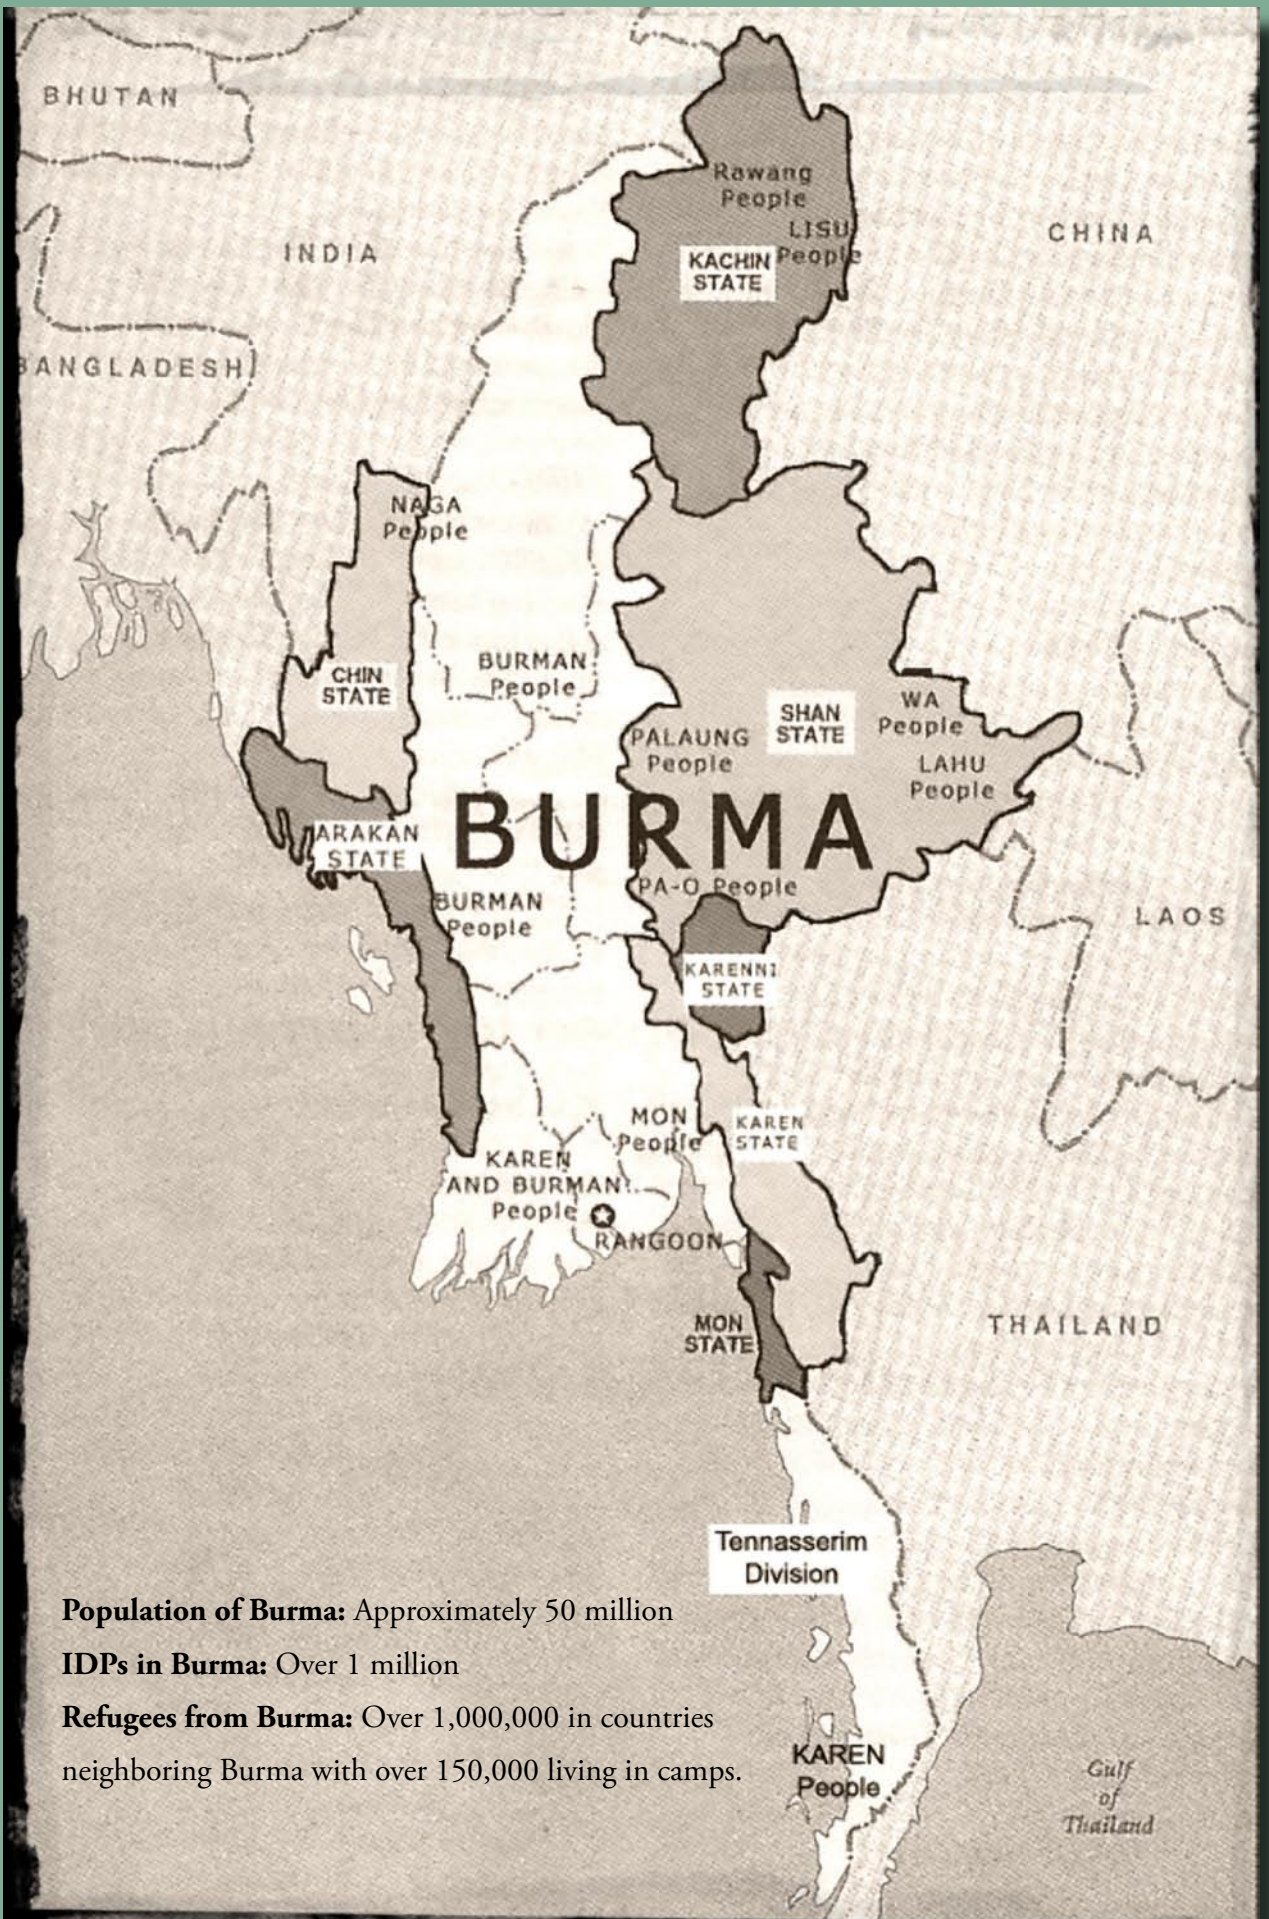 BHUTAN
Rawang
People
LISU
People
CHINA
INDIA
KACHIN
STATE
BANGLADESH
NAGA
People
BURMAN
People
CHIN
STATE
WA
People
SHAN
STATE
PALAUNG
People
LAHU
People
BURMA
ARAKAN
STATE
PA-O People
BURMAN
People
LAOS
KARENNI
STATE
MON
People
KAREN
STATE
KAREN
AND BURMAN
People
RANGOON
MON
STATE
THAILAND
Tennasserim
Division
Population of Burma: Approximately 50 million
IDPs in Burma: Over 1 million
Refugees from Burma: Over 1,000,000 in countries
neighboring Burma with over 150,000 living in camps.
KAREN
People
Gulf
of
Thailand